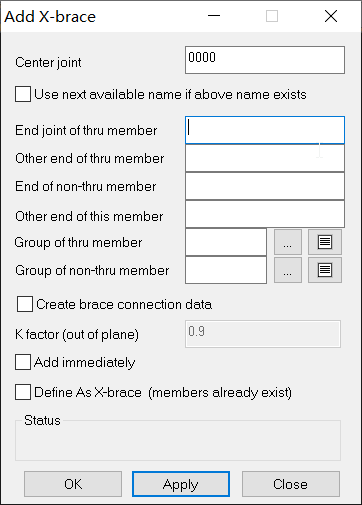 Add X-brace
Center joint 0000
Use next available name if above name exists
End joint of thru member
Other end of thru member
End of non-thru member
Other end of this member
Group of thru member ...
Group of non-thru member ...
Create brace connection data
K factor (out of plane) 0.9
Add immediately
Define As X-brace (members already exist)
Status
OK Apply Close